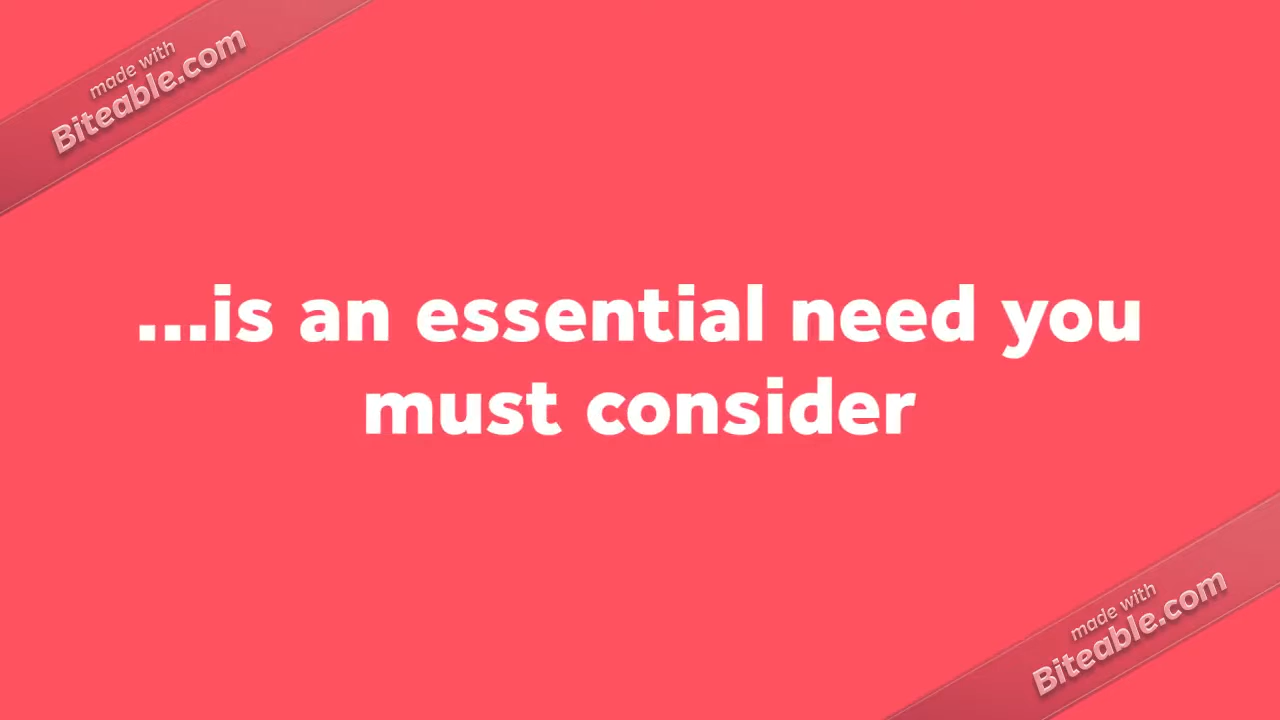 made with
Biteable.com
...is an essential need you
must consider
made with
Biteable.com